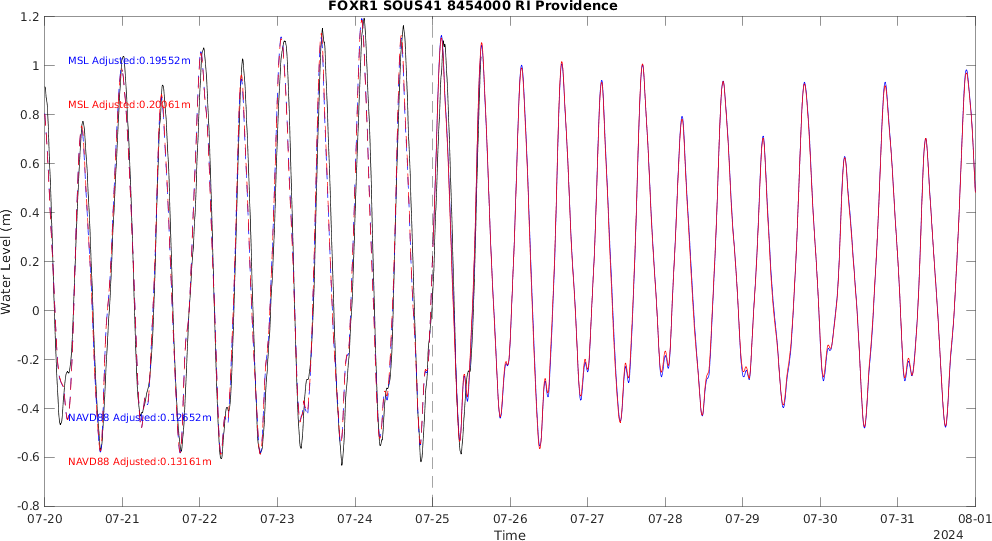 FOXR1 SOUS41 8454000 RI Providence
1.2
1
0.8
0.6
0.4
0.2
0
-0.2
-0.4
-0.6
-0.8
Water Level (m)
MSL Adjusted:0.19552m
MSL Adjusted:0.20061m
NAVD88 Adjusted:0.12652m
NAVD88 Adjusted:0.13161m
07-20 07-21 07-22 07-23 07-24 07-25 07-26 07-27 07-28 07-29 07-30 07-31 08-01
Time
2024